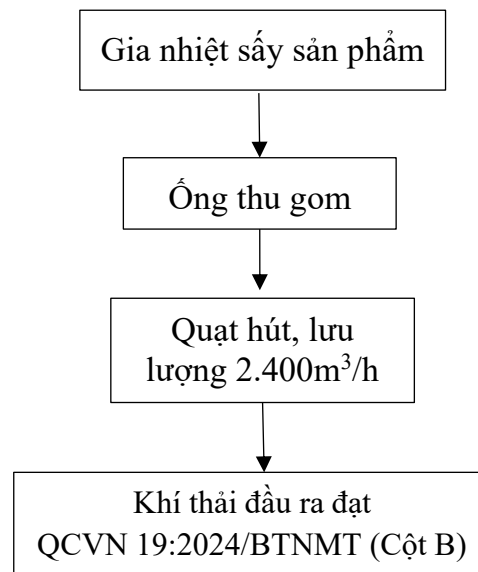 Gia nhiệt sấy sản phẩm
Ống thu gom
Quạt hút, lưu
lượng 2.400m³/h
Khí thải đầu ra đạt
QCVN 19:2024/BTNMT (Cột B)